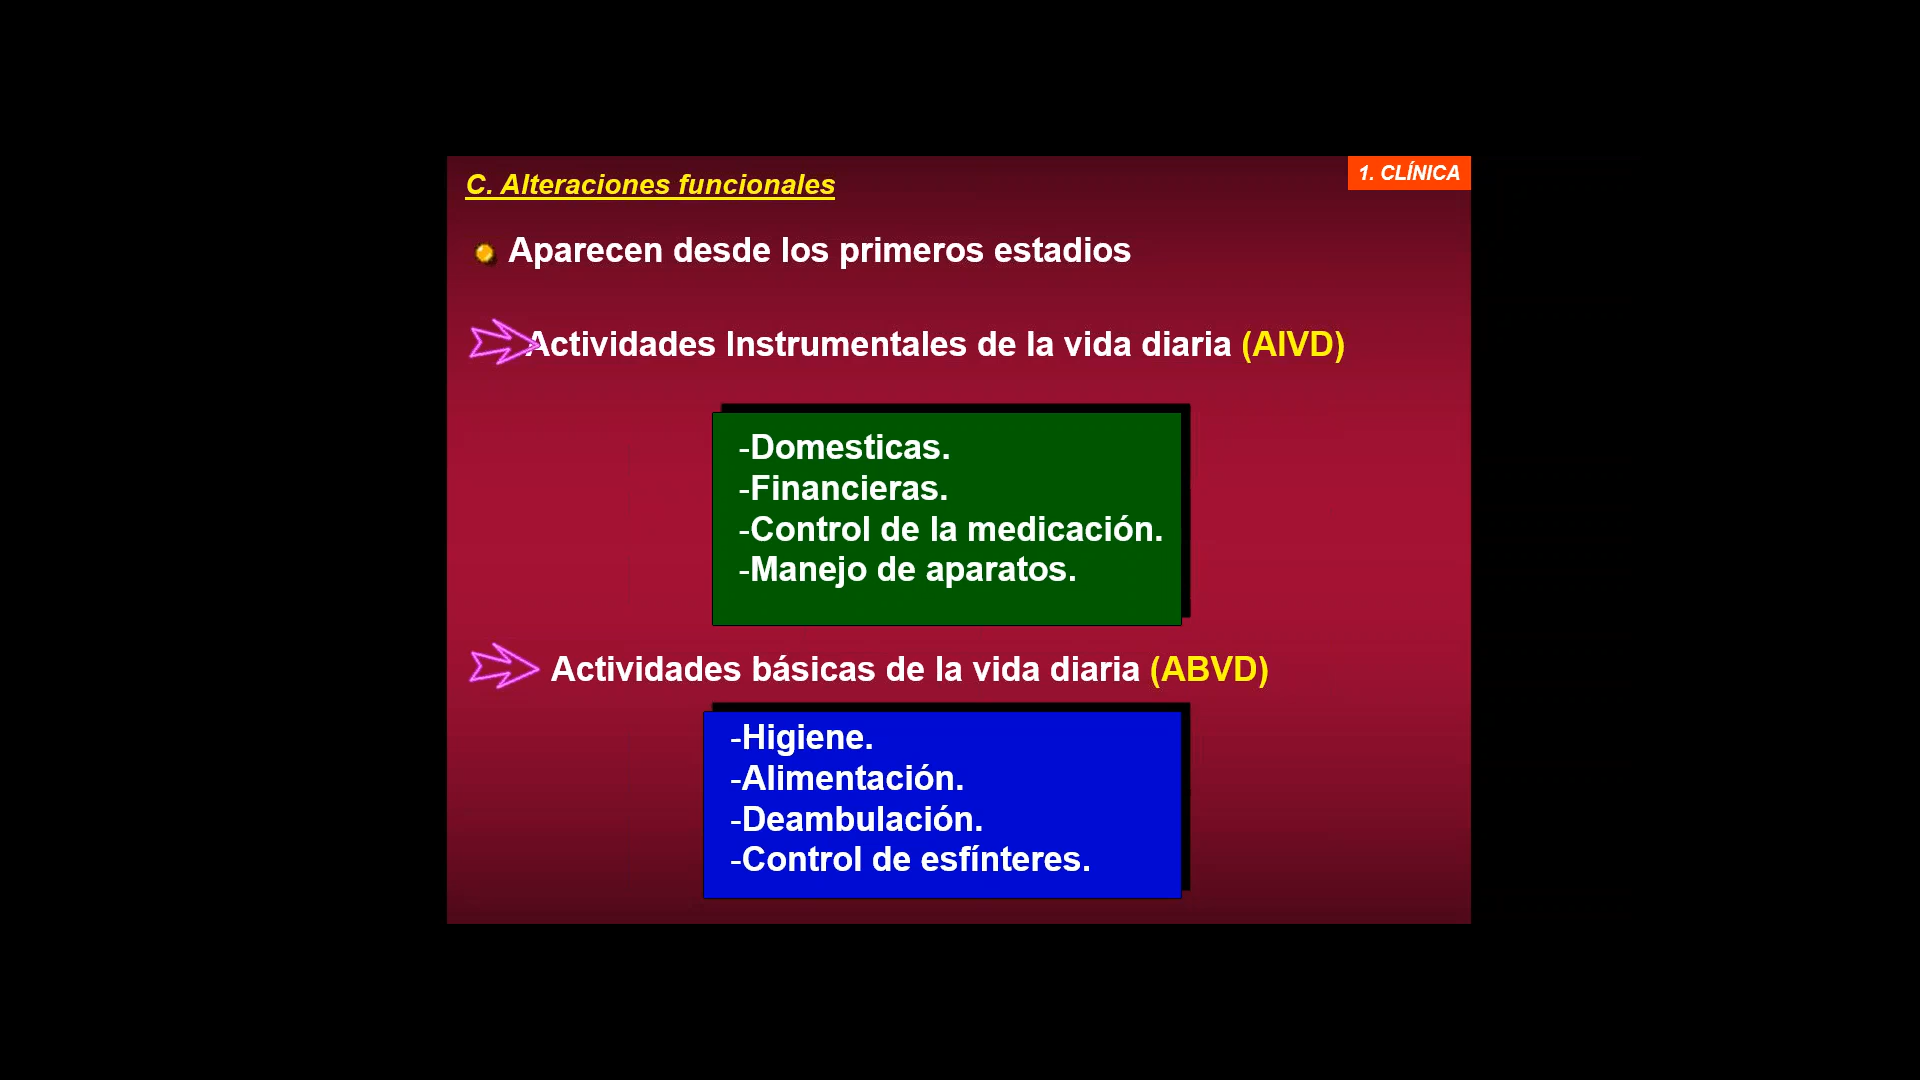 C. Alteraciones funcionales
1. CLÍNICA
Aparecen desde los primeros estadios
Actividades Instrumentales de la vida diaria (AIVD)
-Domesticas.
-Financieras.
-Control de la medicación.
-Manejo de aparatos.
Actividades básicas de la vida diaria (ABVD)
-Higiene.
-Alimentación.
-Deambulación.
-Control de esfínteres.